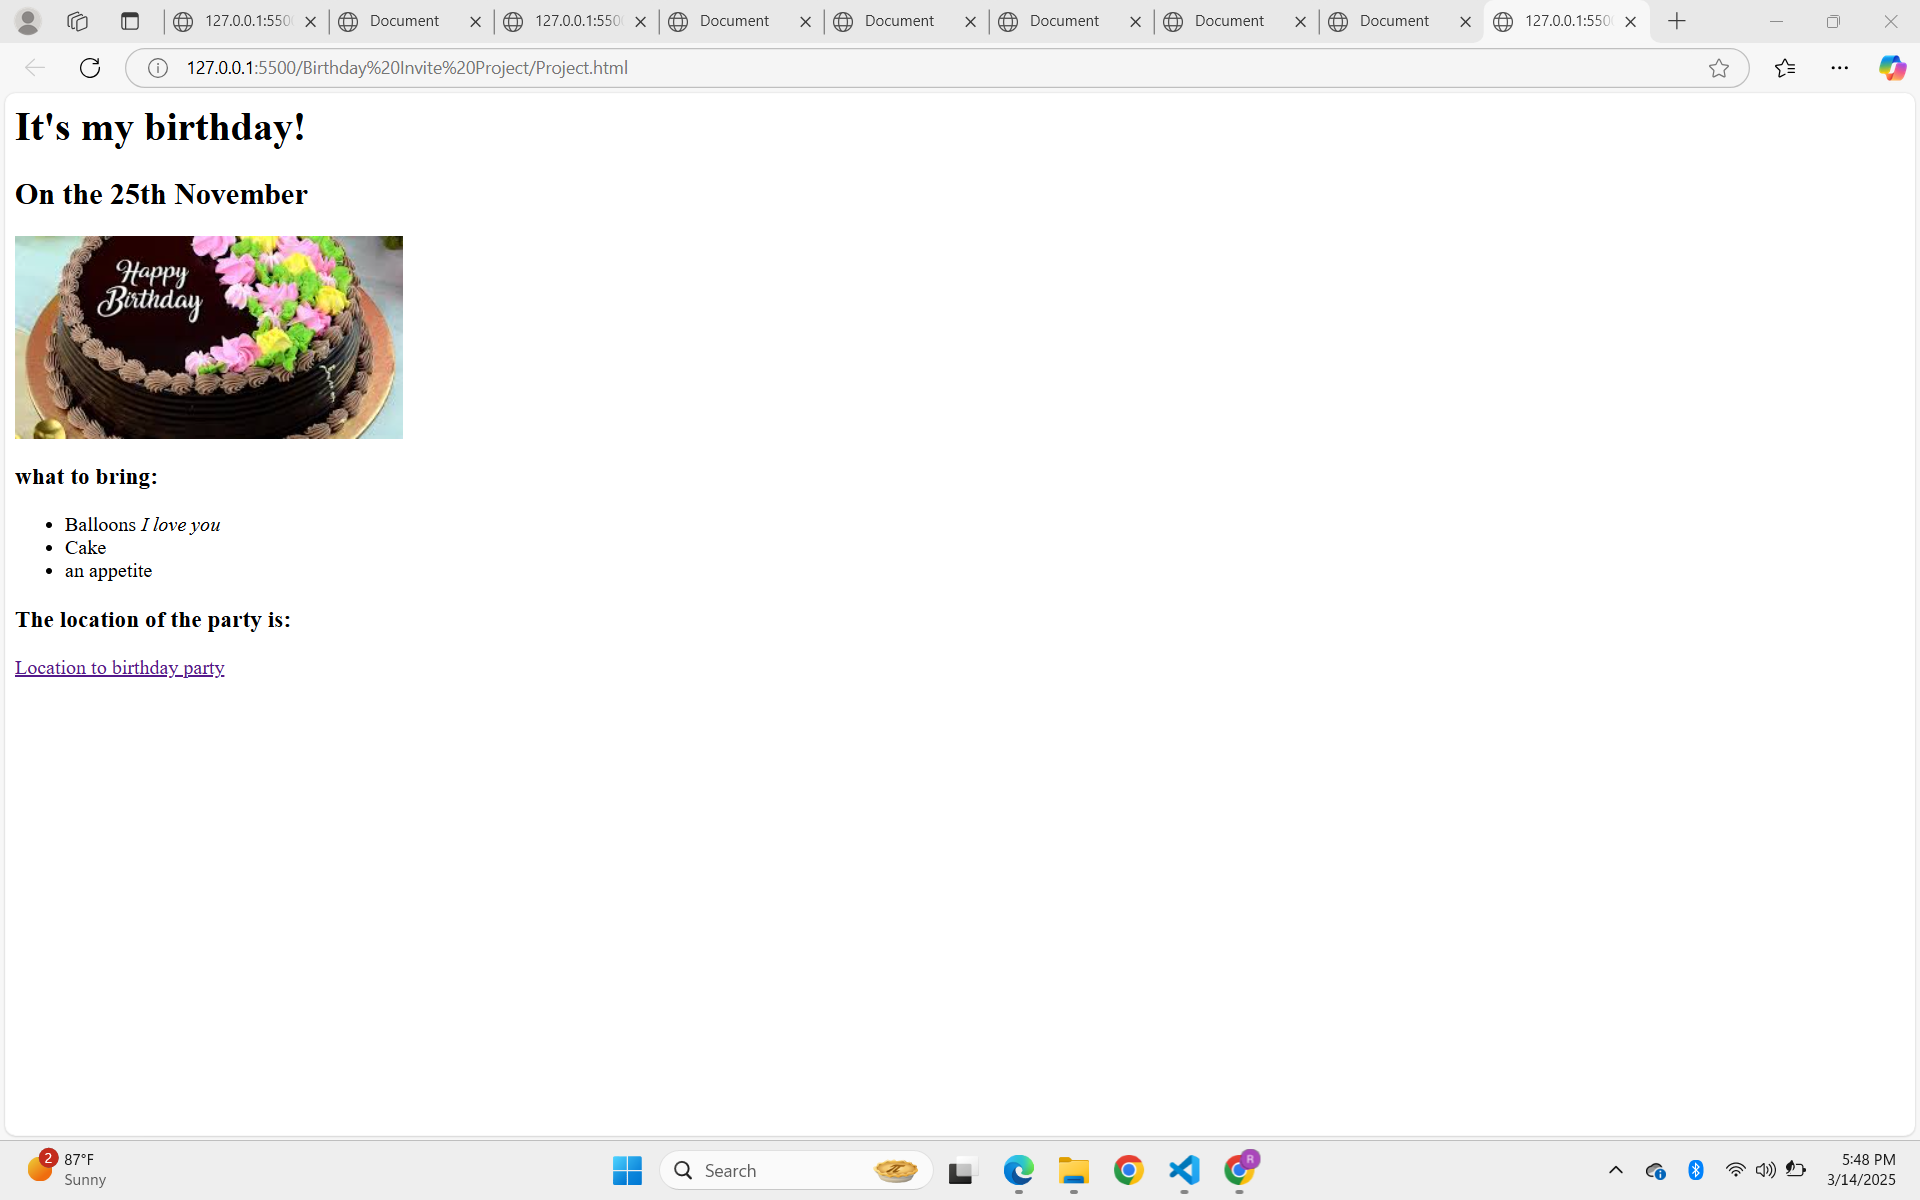 127.0.0.1:550
Document
127.0.0.1:550
Document
Document
Document
Document
Document
127.0.0.1:550
127.0.0.1:5500/Birthday%20Invite%20Project/Project.html
It's my birthday!
On the 25th November
Happy
Birthday
what to bring:
Balloons I love you
Cake
an appetite
The location of the party is:
Location to birthday party
2
87°F
Sunny
Search
R
5:48 PM
3/14/2025